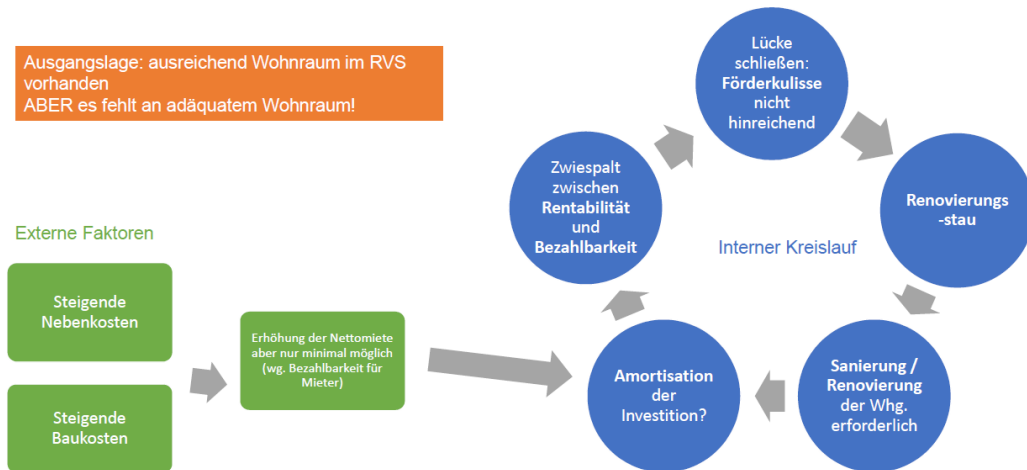 Ausgangslage: ausreichend Wohnraum im RVS
vorhanden
ABER es fehlt an adäquatem Wohnraum!
Externe Faktoren
Steigende
Nebenkosten
Steigende
Baukosten
Erhöhung der Nettomiete
aber nur minimal möglich
(wg. Bezahlbarkeit für
Mieter)
Interner Kreislauf
Lücke
schließen:
Förderkulisse
nicht
hinreichend
Renovierungs
-stau
Sanierung /
Renovierung
der Whg.
erforderlich
Amortisation
der
Investition?
Zwiespalt
zwischen
Rentabilität
und
Bezahlbarkeit